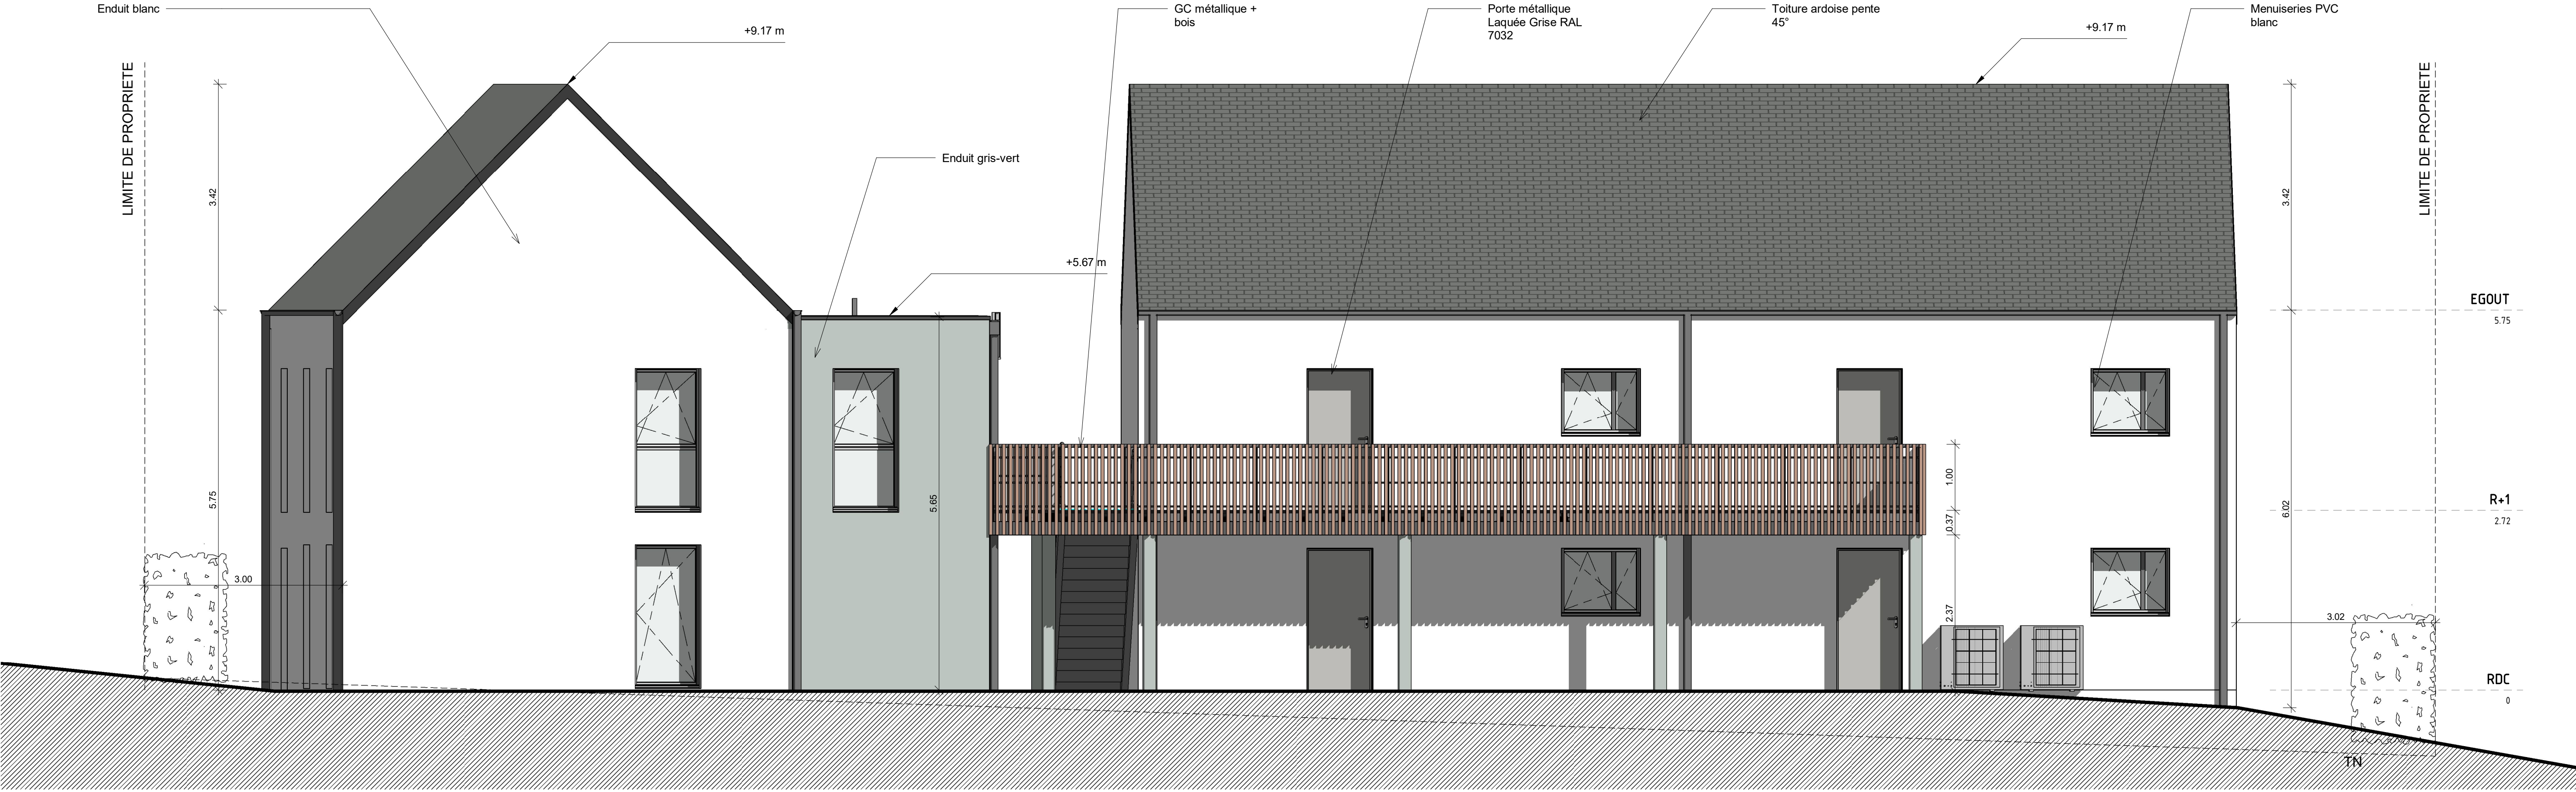 Enduit blanc
GC métallique +
bois
Porte métallique
Laquée Grise RAL
7032
Toiture ardoise pente
45°
Menuiseries PVC
blanc
+9.17 m
+9.17 m
LIMITE DE PROPRIETE
LIMITE DE PROPRIETE
Enduit gris-vert
3.42
3.42
+5.67 m
EGOUT
5.75
5.75
5.65
1.00
0.37
2.37
6.02
R+1
2.72
3.00
3.02
RDC
0
TN